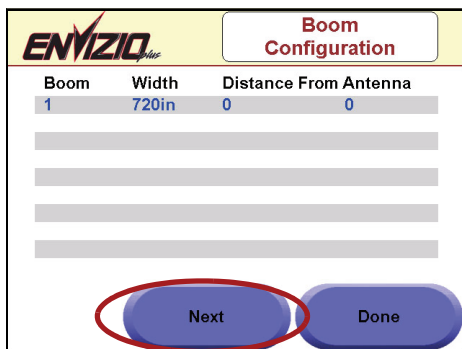 ENVIZIO plus
Boom
Configuration
Boom Width Distance From Antenna
1 720in 0 0
Next Done